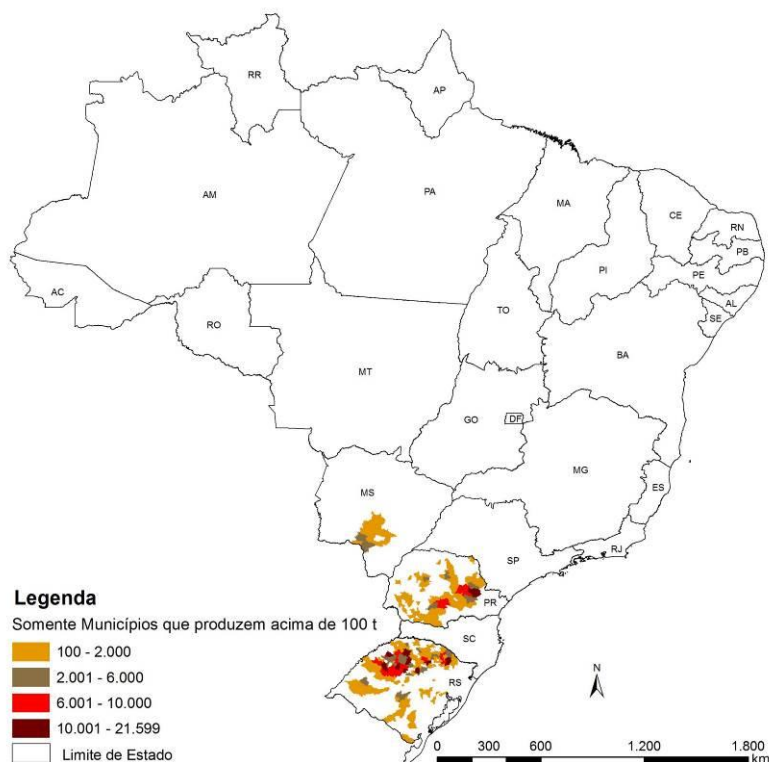 RR
AP
AM
PA
MA
CE
RN
PB
PI
PE
AC
AL
TO
SE
RO
BA
MT
GO
DF
MG
MS
ES
SP
RJ
PR
SC
RS
Legenda
Somente Municípios que produzem acima de 100 t
100 - 2.000
2.001 - 6.000
6.001 - 10.000
10.001 - 21.599
Limite de Estado
N
0 300 600 1.200 1.800
km